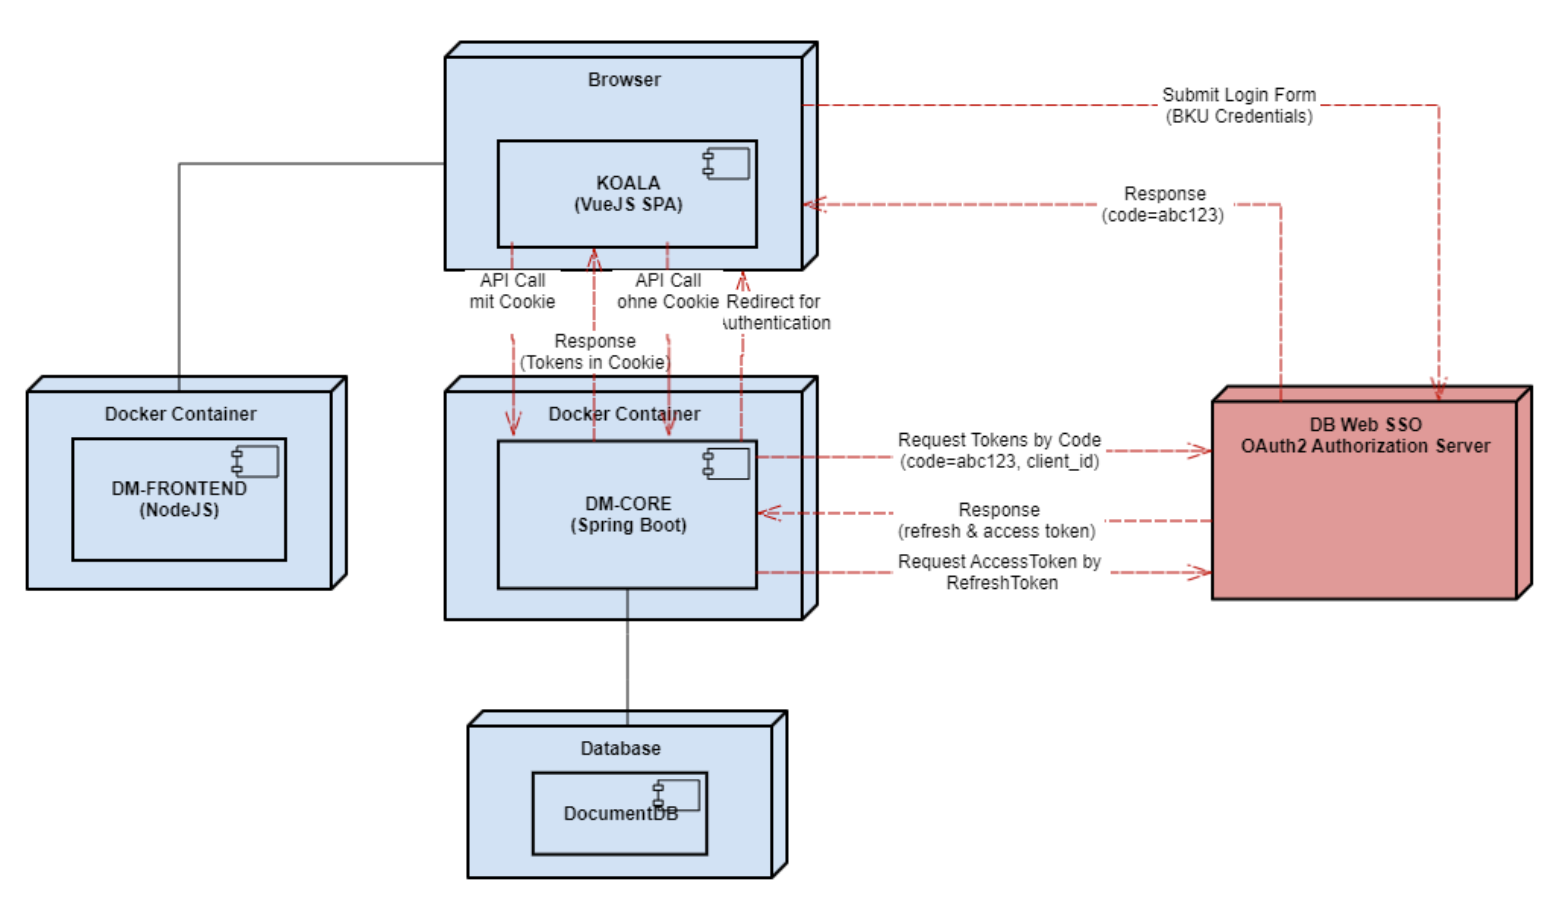 Browser
KOALA
(VueJS SPA)
Submit Login Form
(BKU Credentials)
Response
(code=abc123)
API Call
mit Cookie
API Call
ohne Cookie
Redirect for
uthentication
Response
(Tokens in Cookie)
Docker Container
DM-FRONTEND
(NodeJS)
Docker Container
DM-CORE
(Spring Boot)
Request Tokens by Code
(code=abc123, client_id)
Response
(refresh & access token)
Request AccessToken by
RefreshToken
DB Web SSO
OAuth2 Authorization Server
Database
DocumentDB